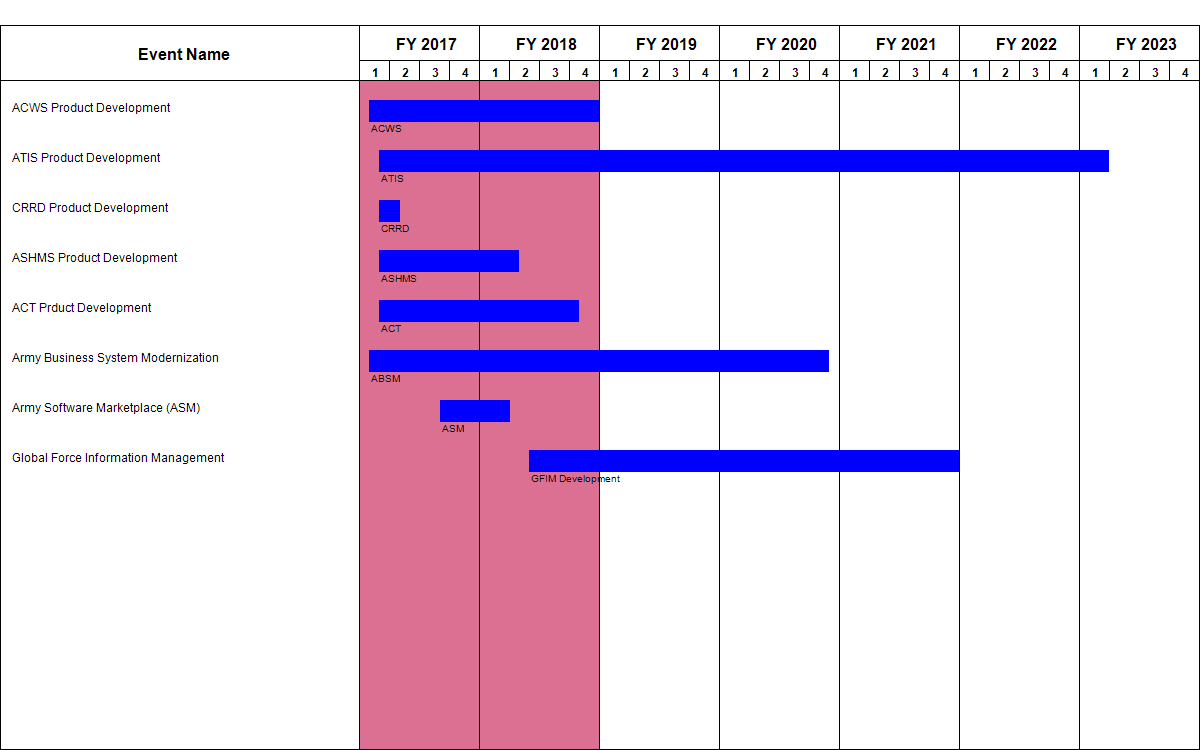 Event Name
FY 2017 FY 2018 FY 2019 FY 2020 FY 2021 FY 2022 FY 2023
1 2 3 4 1 2 3 4 1 2 3 4 1 2 3 4 1 2 3 4 1 2 3 4 1 2 3 4
ACWS Product Development
ACWS
ATIS Product Development
ATIS
CRRD Product Development
CRRD
ASHMS Product Development
ASHMS
ACT Prduct Development
ACT
Army Business System Modernization
ABSM
Army Software Marketplace (ASM)
ASM
Global Force Information Management
GFIM Development